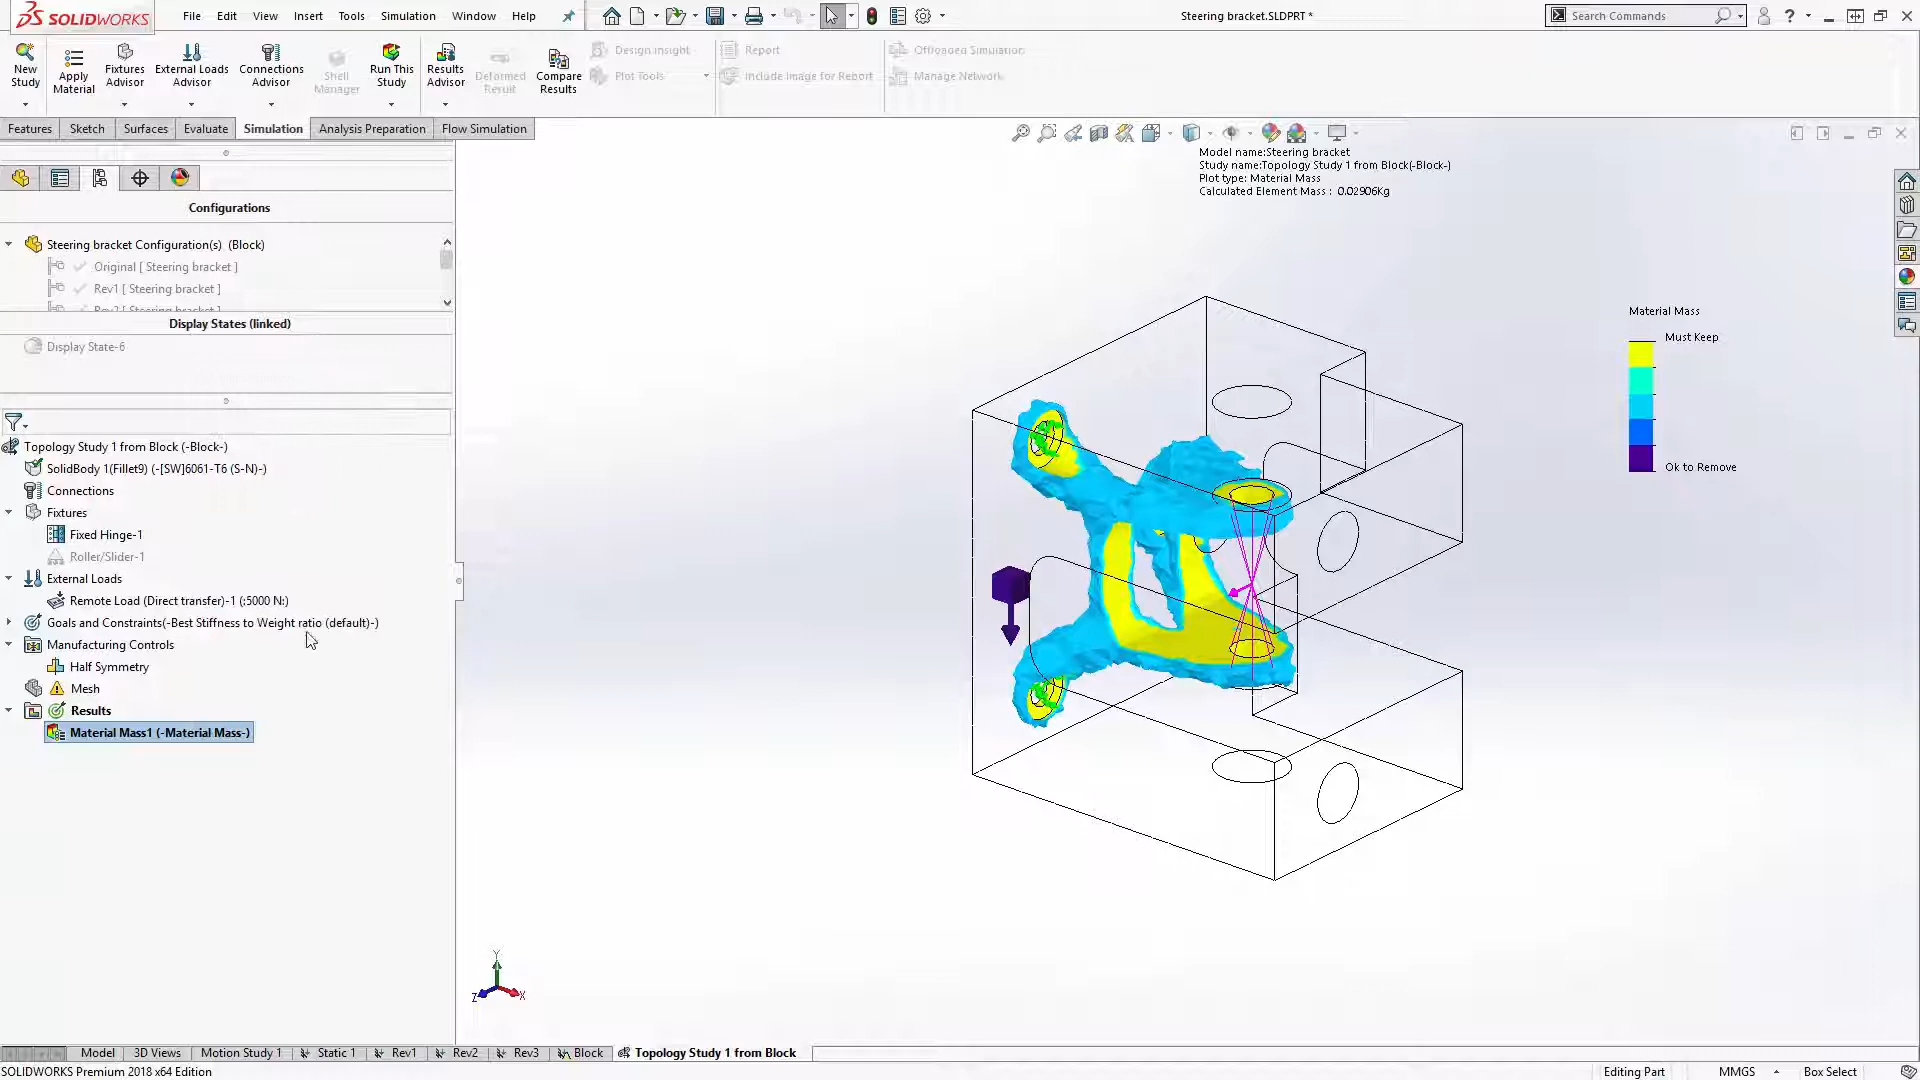 SOLIDWORKS File Edit View Insert Tools Simulation Window Help Steering bracket.SLDPRT * Search Commands ?
New Study
Apply Material
Fixtures Advisor
External Loads Advisor
Connections Advisor
Shell Manager
Run This Study
Results Advisor
Deformed Result
Compare Results
Design Insight
Plot Tools
Report
Include Image for Report
Offloaded Simulation
Manage Network
Features Sketch Surfaces Evaluate Simulation Analysis Preparation Flow Simulation
Configurations
Steering bracket Configuration(s) (Block)
Original [ Steering bracket ]
Rev1 [ Steering bracket ]
Rev2 [ Steering bracket ]
Display States (linked)
Display State-6
Topology Study 1 from Block (-Block-)
SolidBody 1(Fillet9) (-[SW]6061-T6 (S-N)-)
Connections
Fixtures
Fixed Hinge-1
Roller/Slider-1
External Loads
Remote Load (Direct transfer)-1 (:5000 N:)
Goals and Constraints(-Best Stiffness to Weight ratio (default)-)
Manufacturing Controls
Half Symmetry
Mesh
Results
Material Mass1 (-Material Mass-)
Model name:Steering bracket
Study name:Topology Study 1 from Block(-Block-)
Plot type: Material Mass
Calculated Element Mass : 0.02906Kg
Material Mass
Must Keep
Ok to Remove
Y
Z
X
Model 3D Views Motion Study 1 Static 1 Rev1 Rev2 Rev3 Block Topology Study 1 from Block
SOLIDWORKS Premium 2018 x64 Edition Editing Part MMGS Box Select